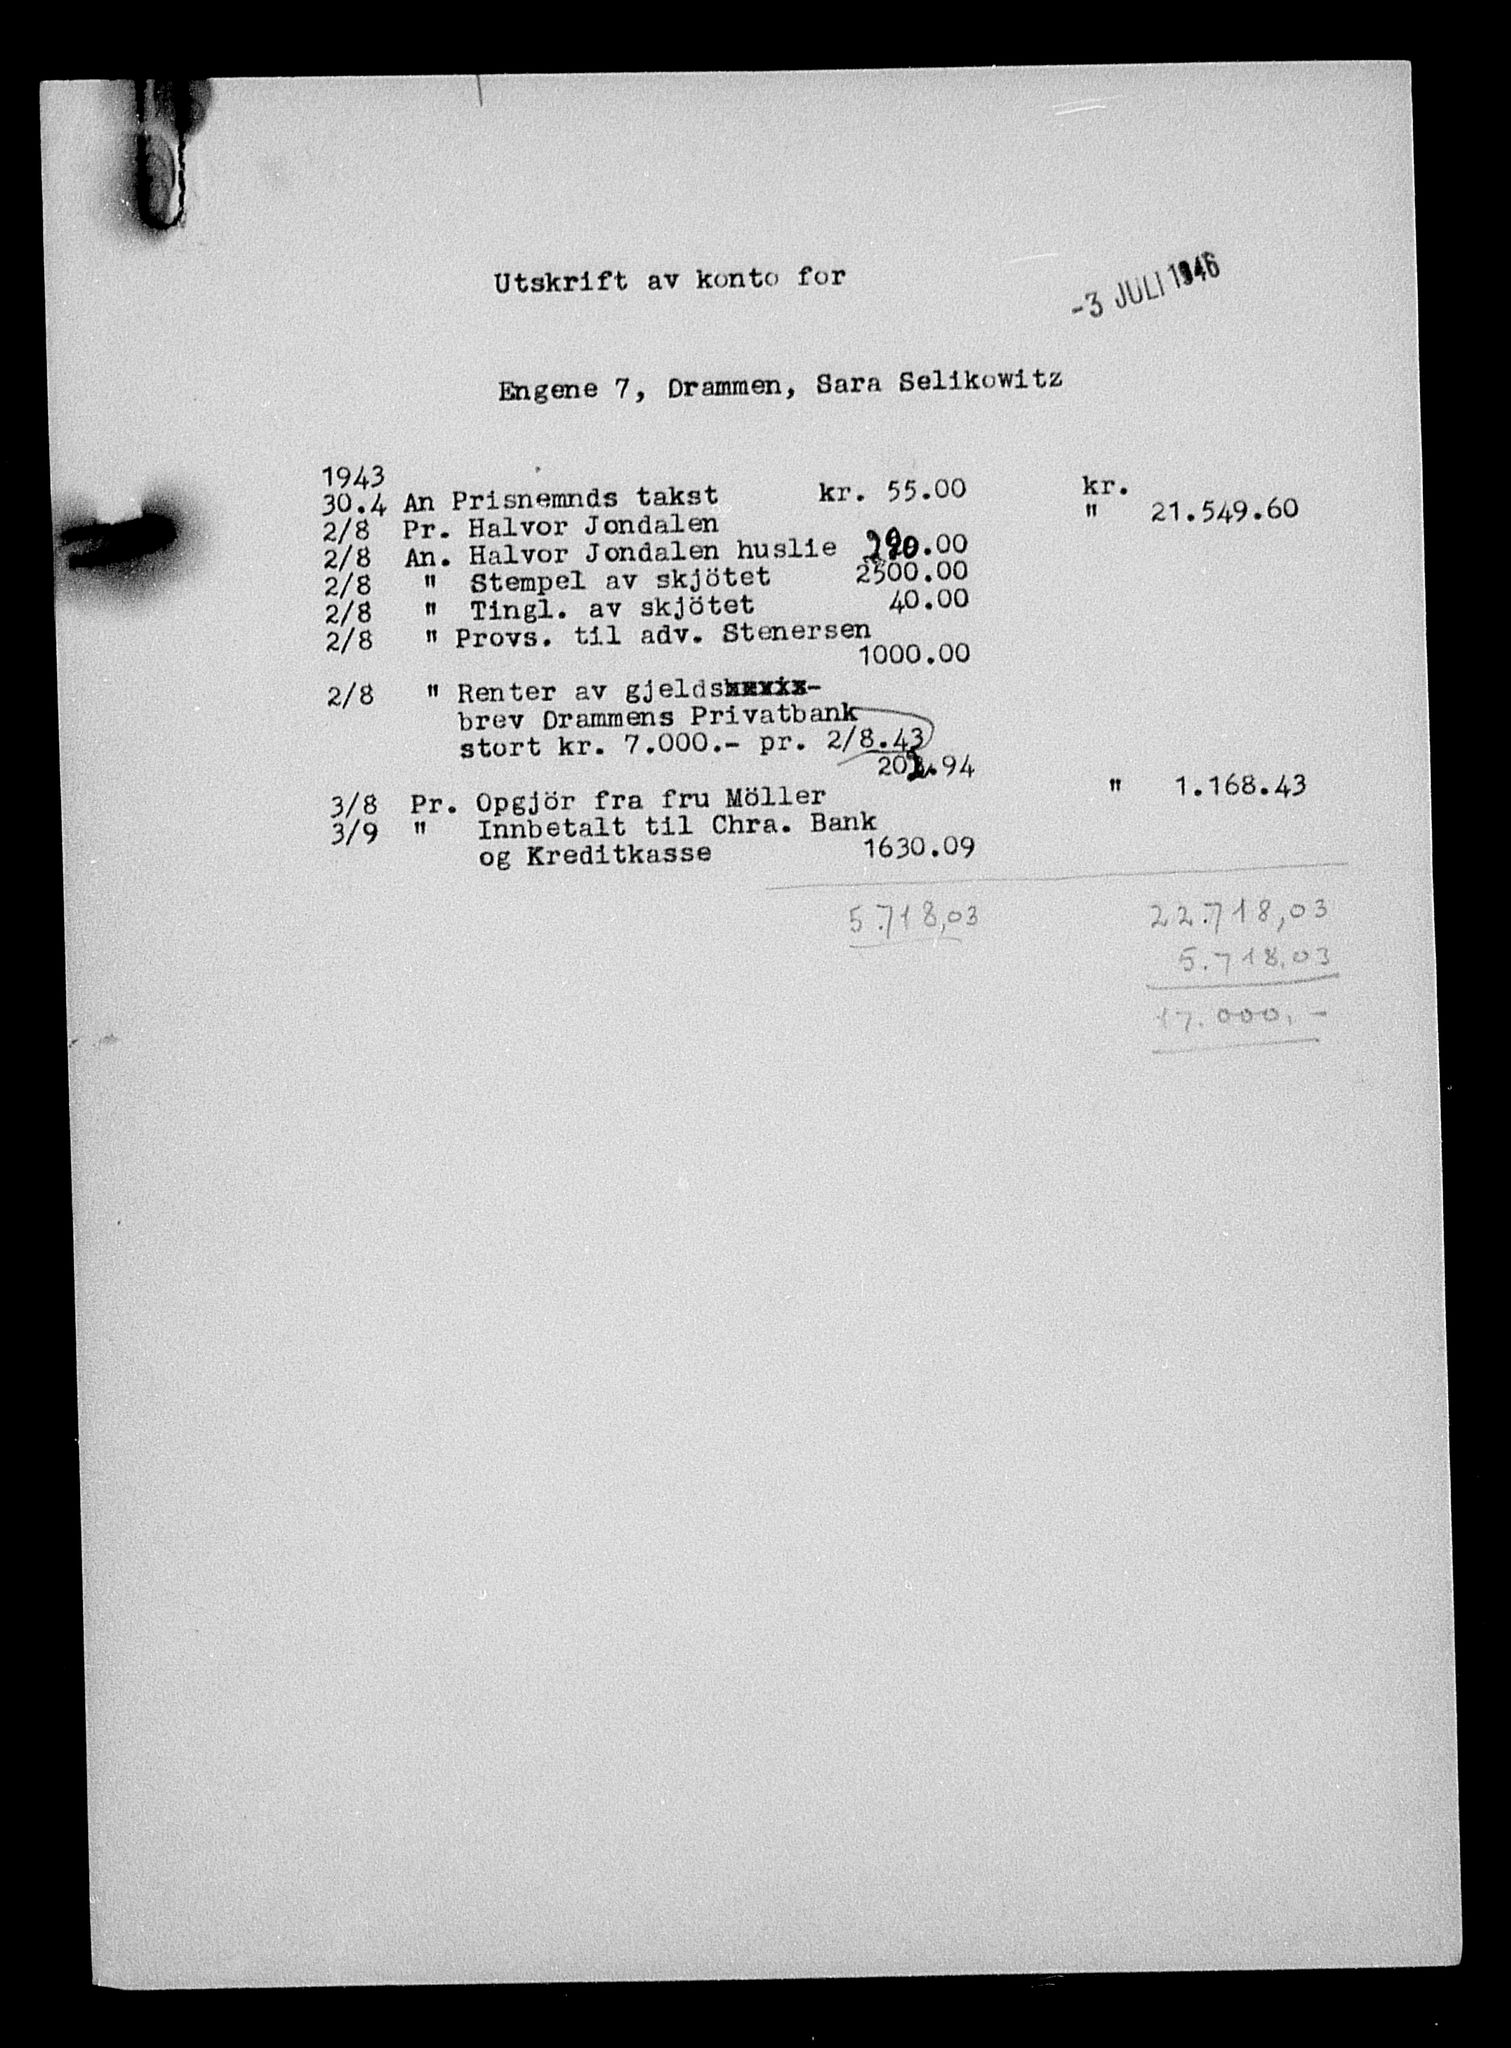 -3 JULI 1946
Utskrift av konto for
Engene 7, Drammen, Sara Selikowitz
1943
30.4 An Prisnemnds takst kr. 55.00 kr.
2/8 Pr. Halvor Jondalen " 21.549.60
2/8 An. Halvor Jondalen huslie 290.00
2/8 " Stempel av skjötet 2500.00
2/8 " Tingl. av skjötet 40.00
2/8 " Provs. til adv. Stenersen
1000.00
2/8 " Renter av gjelds-
brev Drammens Privatbank
stort kr. 7.000.- pr. 2/8.43
202.94
3/8 Pr. Opgjör fra fru Möller " 1.168.43
3/9 " Innbetalt til Chra. Bank
og Kreditkasse 1630.09
5.718,03 22.718,03
5.718,03
17.000,-